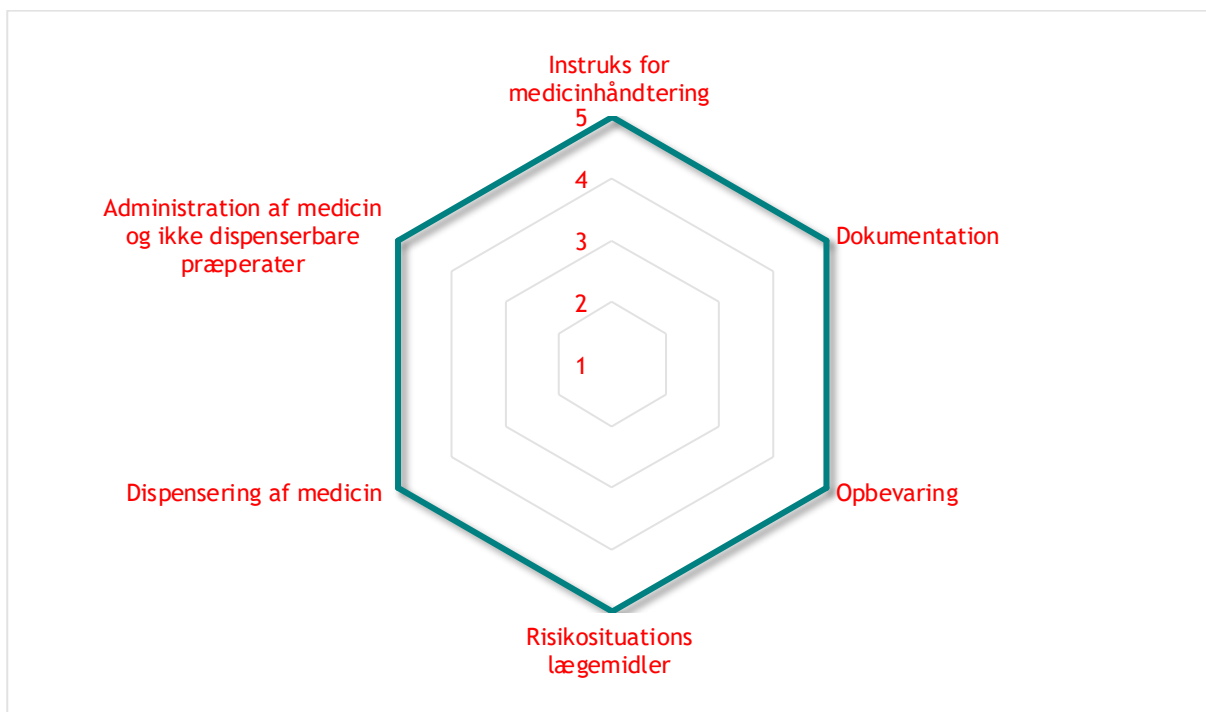 Instruks for
medicinhåndtering
5
4
3
2
1
Dokumentation
Opbevaring
Risikosituations
lægemidler
Dispensering af medicin
Administration af medicin
og ikke dispenserbare
præperater